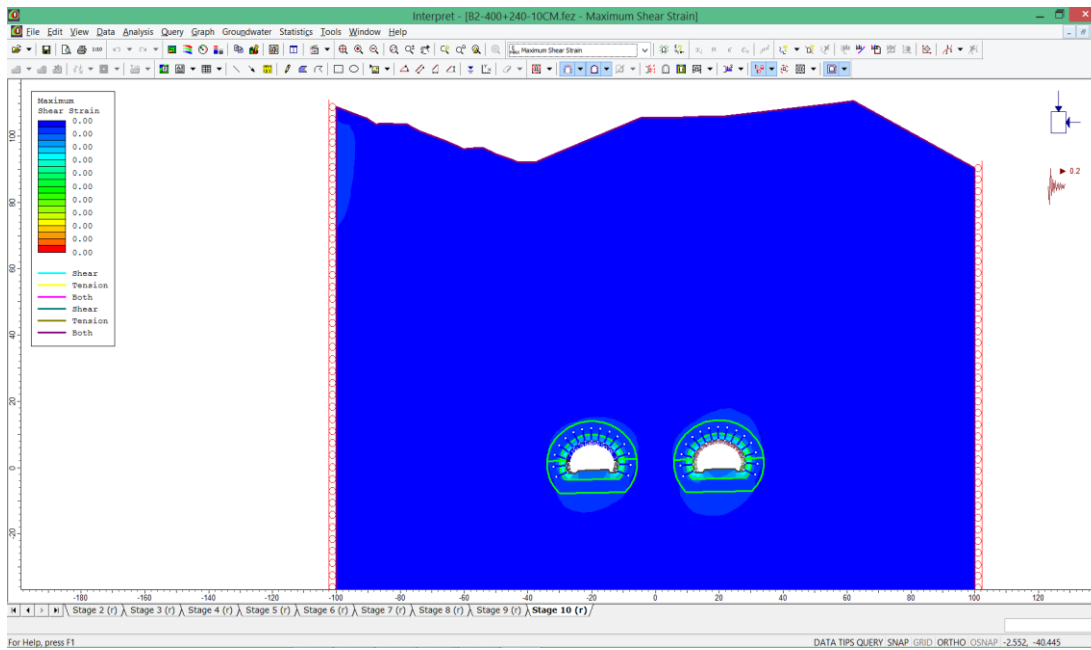 Interpret - [B2-400+240-10CM.fez - Maximum Shear Strain]
File Edit View Data Analysis Query Graph Groundwater Statistics Tools Window Help
Maximum Shear Strain
Maximum
Shear Strain
0.00
0.00
0.00
0.00
0.00
0.00
0.00
0.00
0.00
0.00
0.00
Shear
Tension
Both
Shear
Tension
Both
0.2
100
80
60
40
20
0
-20
-180 -160 -140 -120 -100 -80 -60 -40 -20 0 20 40 60 80 100 120
Stage 2 (r) Stage 3 (r) Stage 4 (r) Stage 5 (r) Stage 6 (r) Stage 7 (r) Stage 8 (r) Stage 9 (r) Stage 10 (r)
For Help, press F1 DATA TIPS QUERY SNAP GRID ORTHO OSNAP -2.552, -40.445